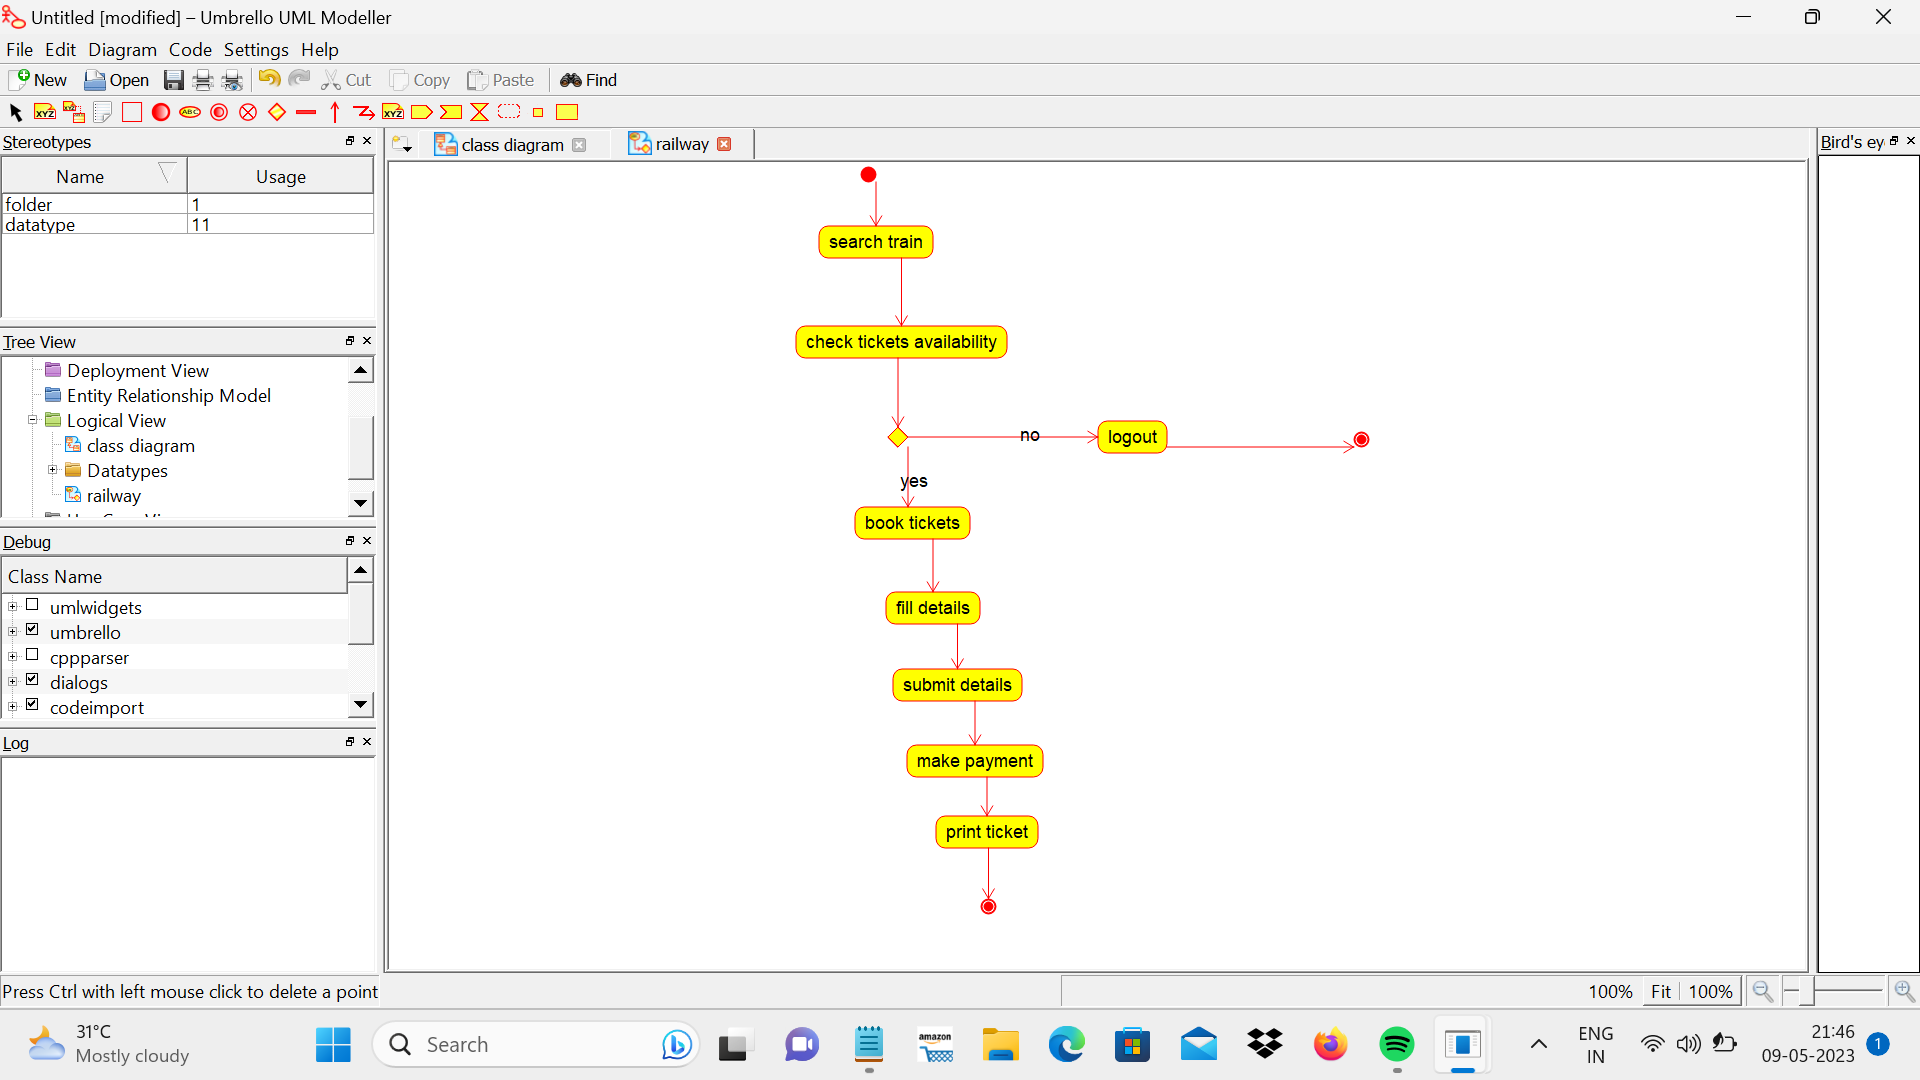 Untitled [modified] – Umbrello UML Modeller
File Edit Diagram Code Settings Help
New Open Cut Copy Paste Find
XYZ ABC XYZ
Stereotypes
Name Usage
folder 1
datatype 11
Tree View
Deployment View
Entity Relationship Model
Logical View
class diagram
Datatypes
railway
Debug
Class Name
umlwidgets
umbrello
cppparser
dialogs
codeimport
Log
class diagram railway
search train
check tickets availability
no
logout
yes
book tickets
fill details
submit details
make payment
print ticket
Bird's ey
Press Ctrl with left mouse click to delete a point
100% Fit 100%
31°C
Mostly cloudy
Search
amazon
ENG
IN
21:46
09-05-2023
1